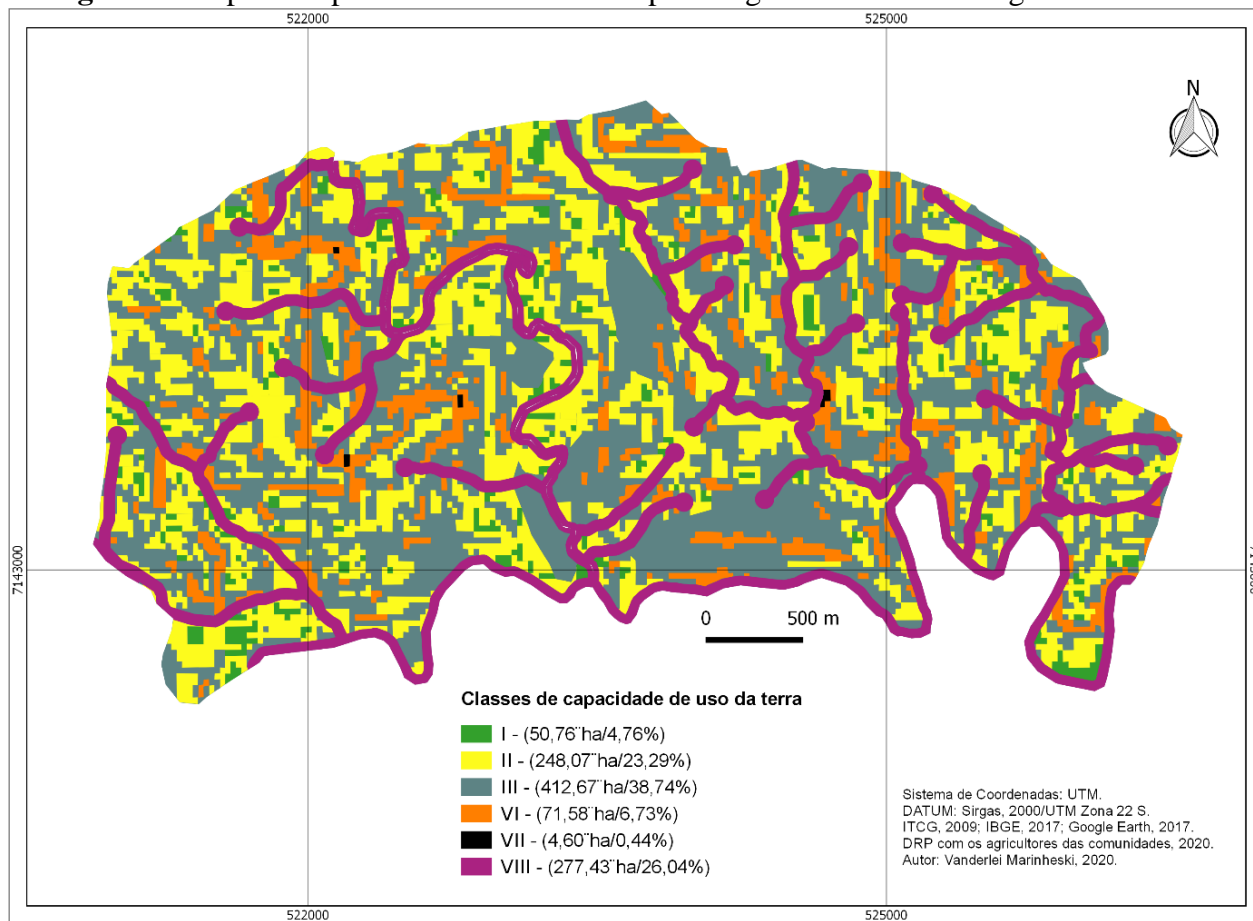 522000
525000
N
7143000
0 500 m
Classes de capacidade de uso da terra
I - (50,76¨ha/4,76%)
II - (248,07¨ha/23,29%)
III - (412,67¨ha/38,74%)
VI - (71,58¨ha/6,73%)
VII - (4,60¨ha/0,44%)
VIII - (277,43¨ha/26,04%)
Sistema de Coordenadas: UTM.
DATUM: Sirgas, 2000/UTM Zona 22 S.
ITCG, 2009; IBGE, 2017; Google Earth, 2017.
DRP com os agricultores das comunidades, 2020.
Autor: Vanderlei Marinheski, 2020.
522000
525000